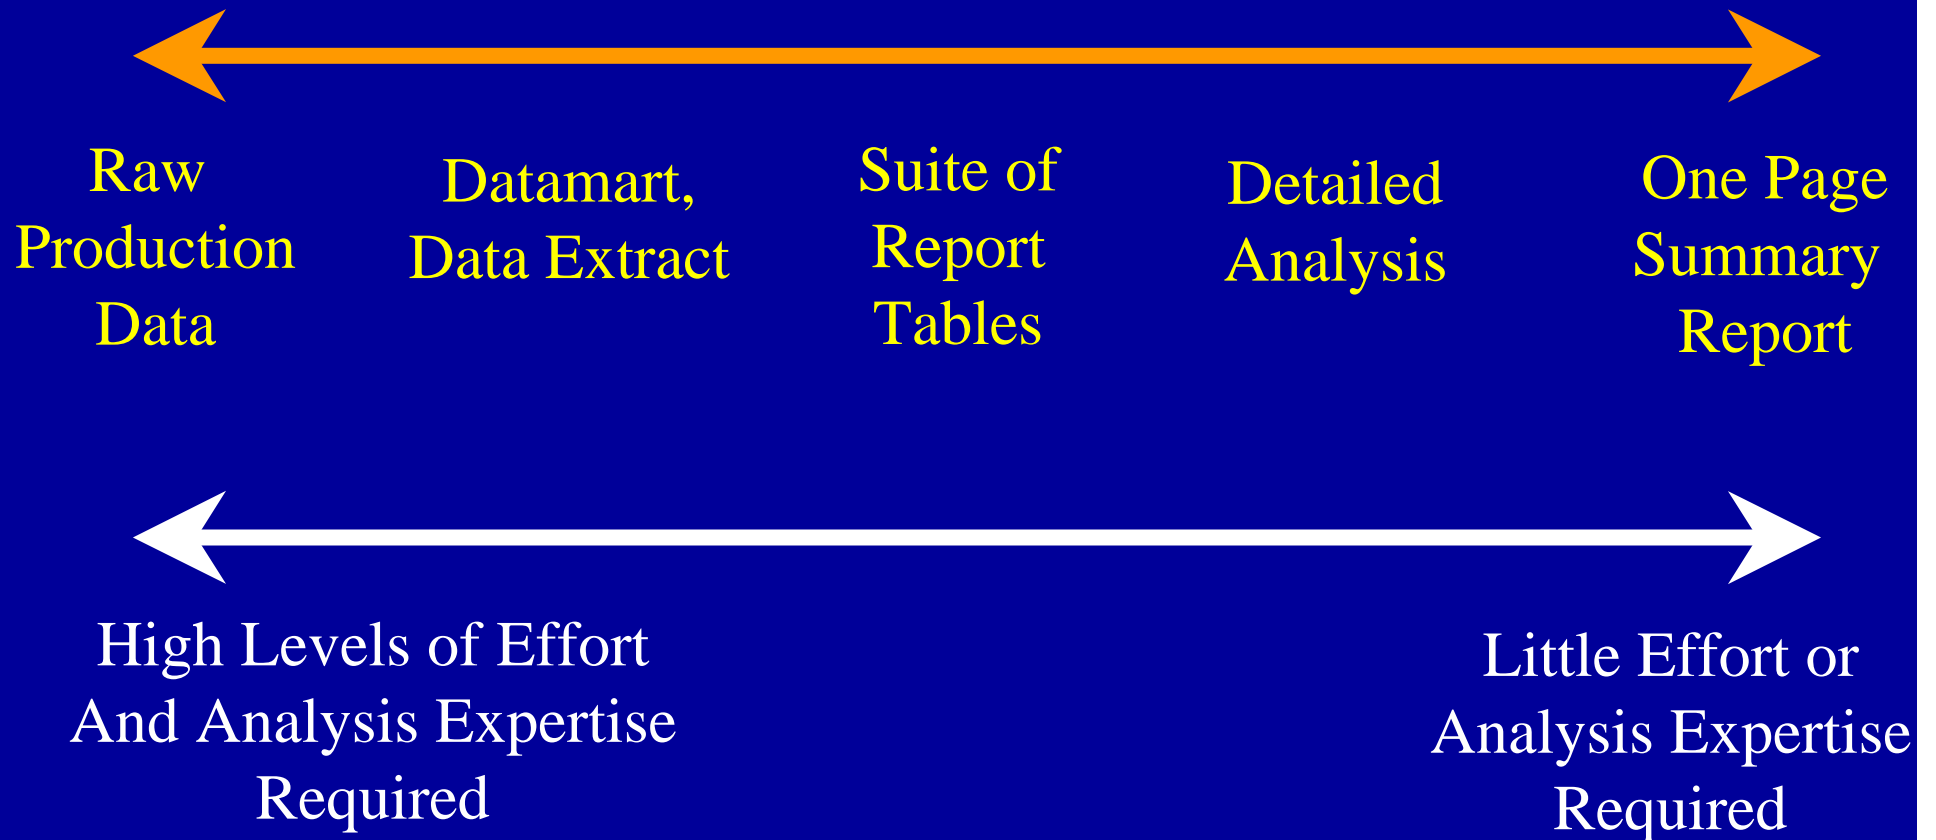 Raw
Production
Data
Datamart,
Data Extract
Suite of
Report
Tables
Detailed
Analysis
One Page
Summary
Report
High Levels of Effort
And Analysis Expertise
Required
Little Effort or
Analysis Expertise
Required